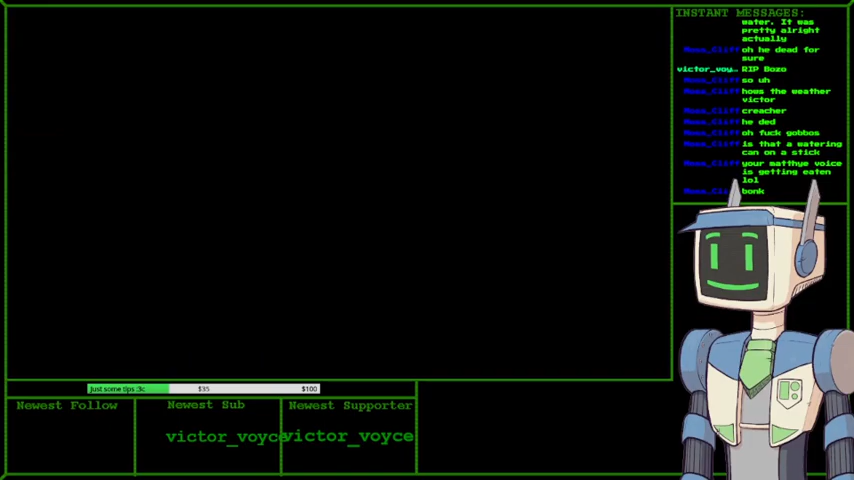 INSTANT MESSAGES:
water. It was
pretty alright
actually
oh he dead for
sure
victor_voy… RIP Bozo
so uh
hows the weather
victor
creacher
he ded
oh fuck gobbos
is that a watering
can on a stick
your matthye voice
is getting eaten
lol
bonk
Just some tips :3c $35 $100
Newest Follow Newest Sub Newest Supporter
victor_voyce victor_voyce